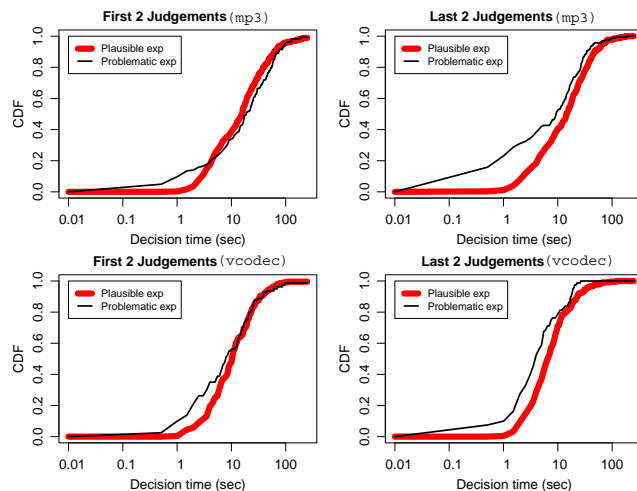 First 2 Judgements (mp3)
Plausible exp
Problematic exp
CDF
0.0 0.2 0.4 0.6 0.8 1.0
0.01 0.1 1 10 100
Decision time (sec)
Last 2 Judgements (mp3)
Plausible exp
Problematic exp
CDF
0.0 0.2 0.4 0.6 0.8 1.0
0.01 0.1 1 10 100
Decision time (sec)
First 2 Judgements (vcodec)
Plausible exp
Problematic exp
CDF
0.0 0.2 0.4 0.6 0.8 1.0
0.01 0.1 1 10 100
Decision time (sec)
Last 2 Judgements (vcodec)
Plausible exp
Problematic exp
CDF
0.0 0.2 0.4 0.6 0.8 1.0
0.01 0.1 1 10 100
Decision time (sec)